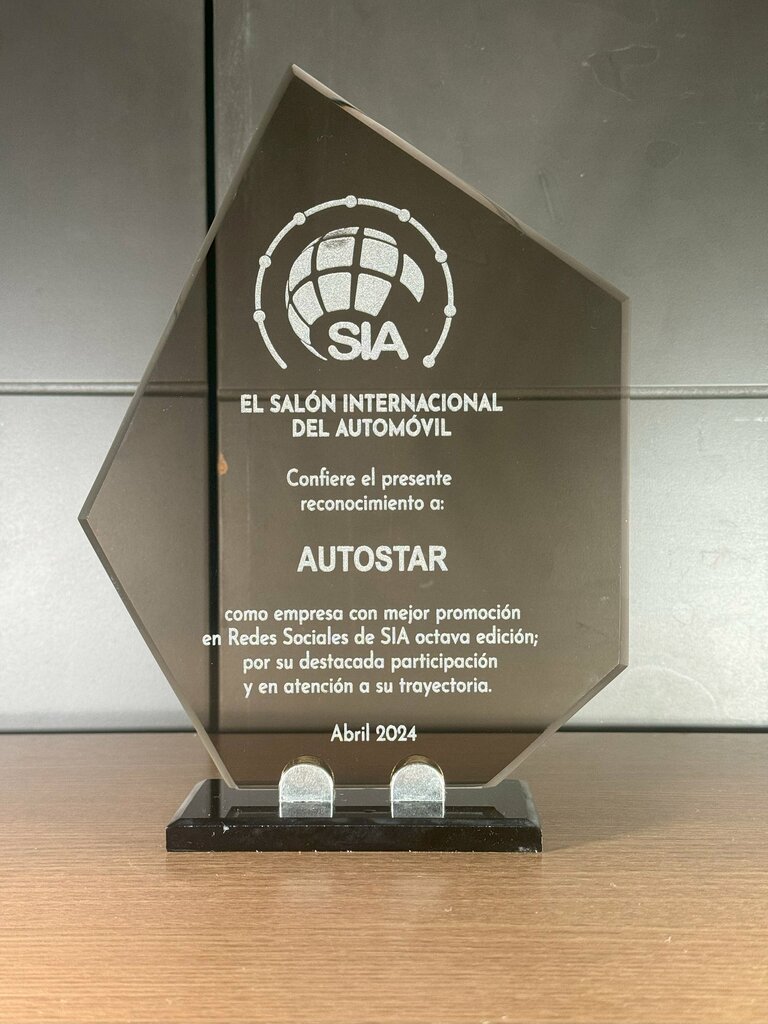 SIA
EL SALÓN INTERNACIONAL
DEL AUTOMÓVIL
Confiere el presente
reconocimiento a:
AUTOSTAR
como empresa con mejor promoción
en Redes Sociales de SIA octava edición;
por su destacada participación
y en atención a su trayectoria.
Abril 2024